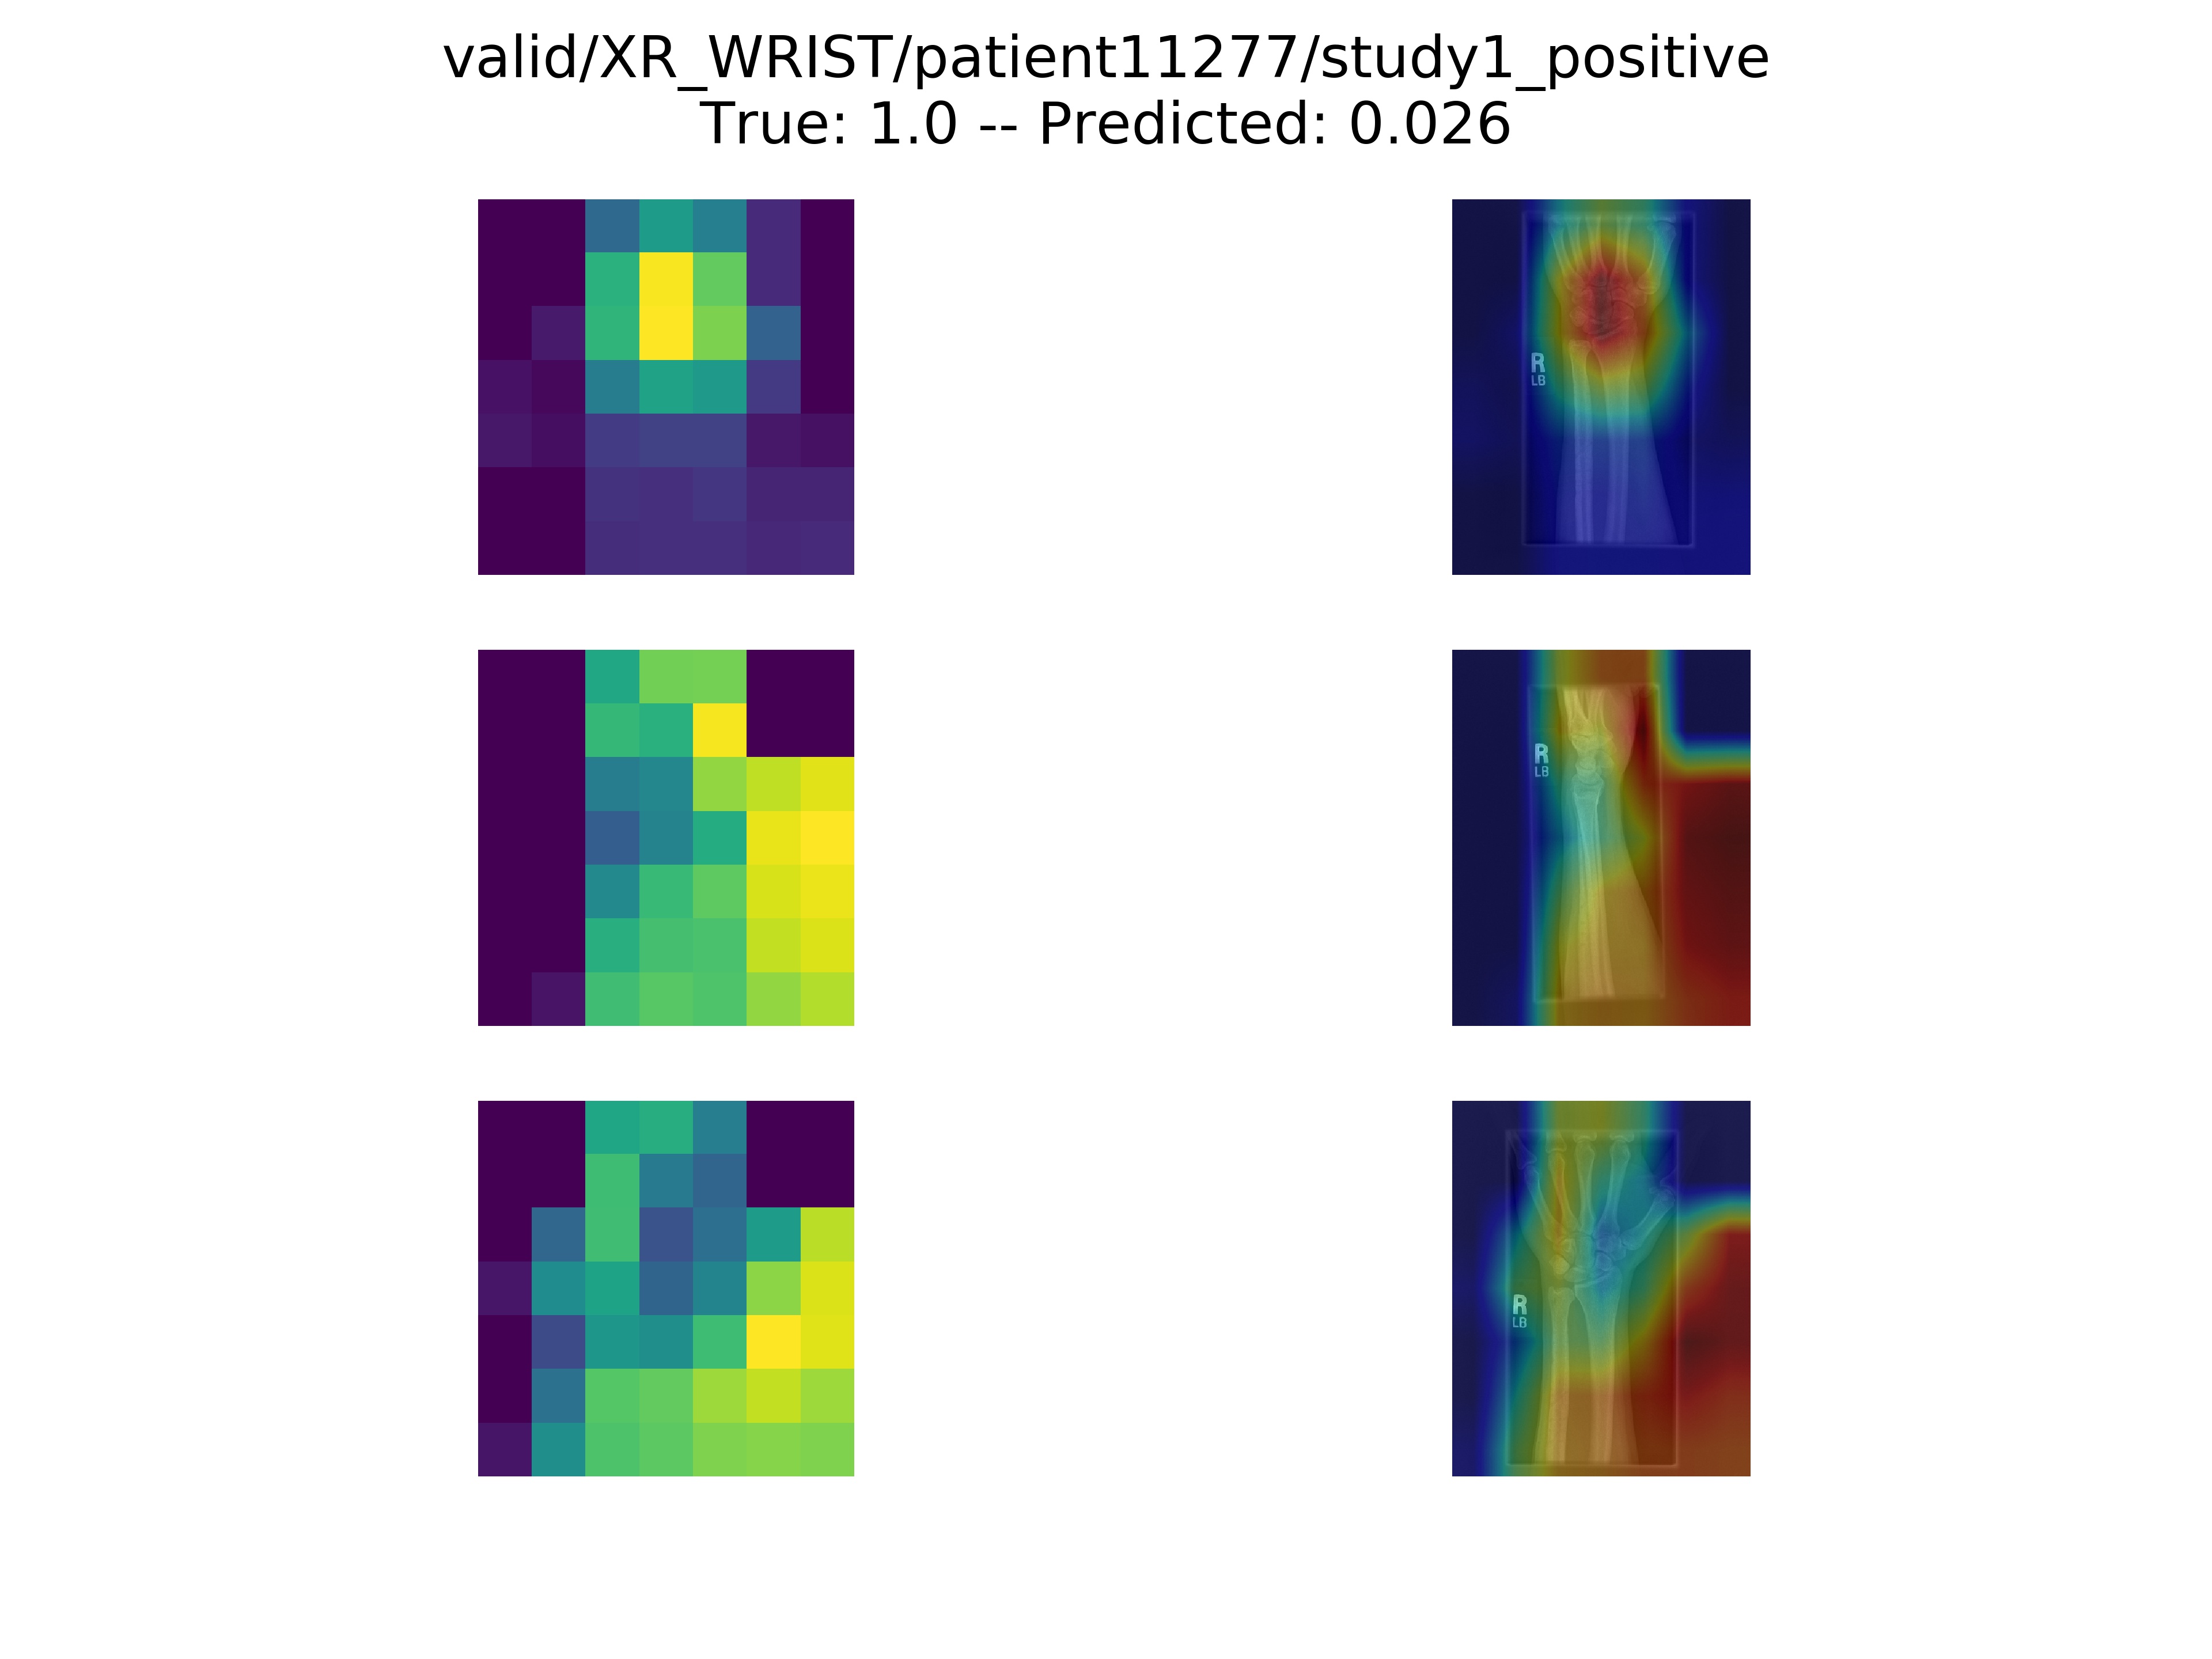 valid/XR_WRIST/patient11277/study1_positive
True: 1.0 -- Predicted: 0.026
R
LB
R
LB
R
LB